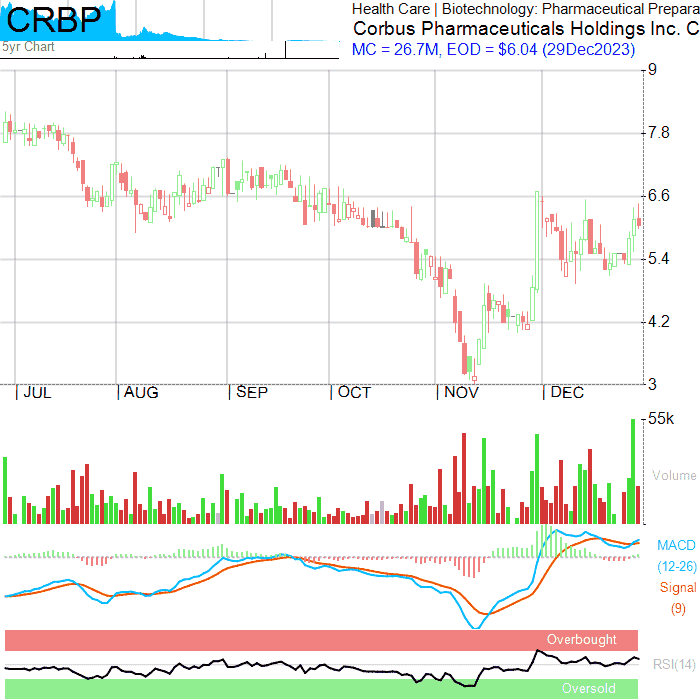 CRBP
5yr Chart
Health Care | Biotechnology: Pharmaceutical Prepara
Corbus Pharmaceuticals Holdings Inc. C
MC = 26.7M, EOD = $6.04 (29Dec2023)
9
7.8
6.6
5.4
4.2
3
JUL AUG SEP OCT NOV DEC
55k
Volume
MACD
(12-26)
Signal
(9)
Overbought
RSI(14)
Oversold